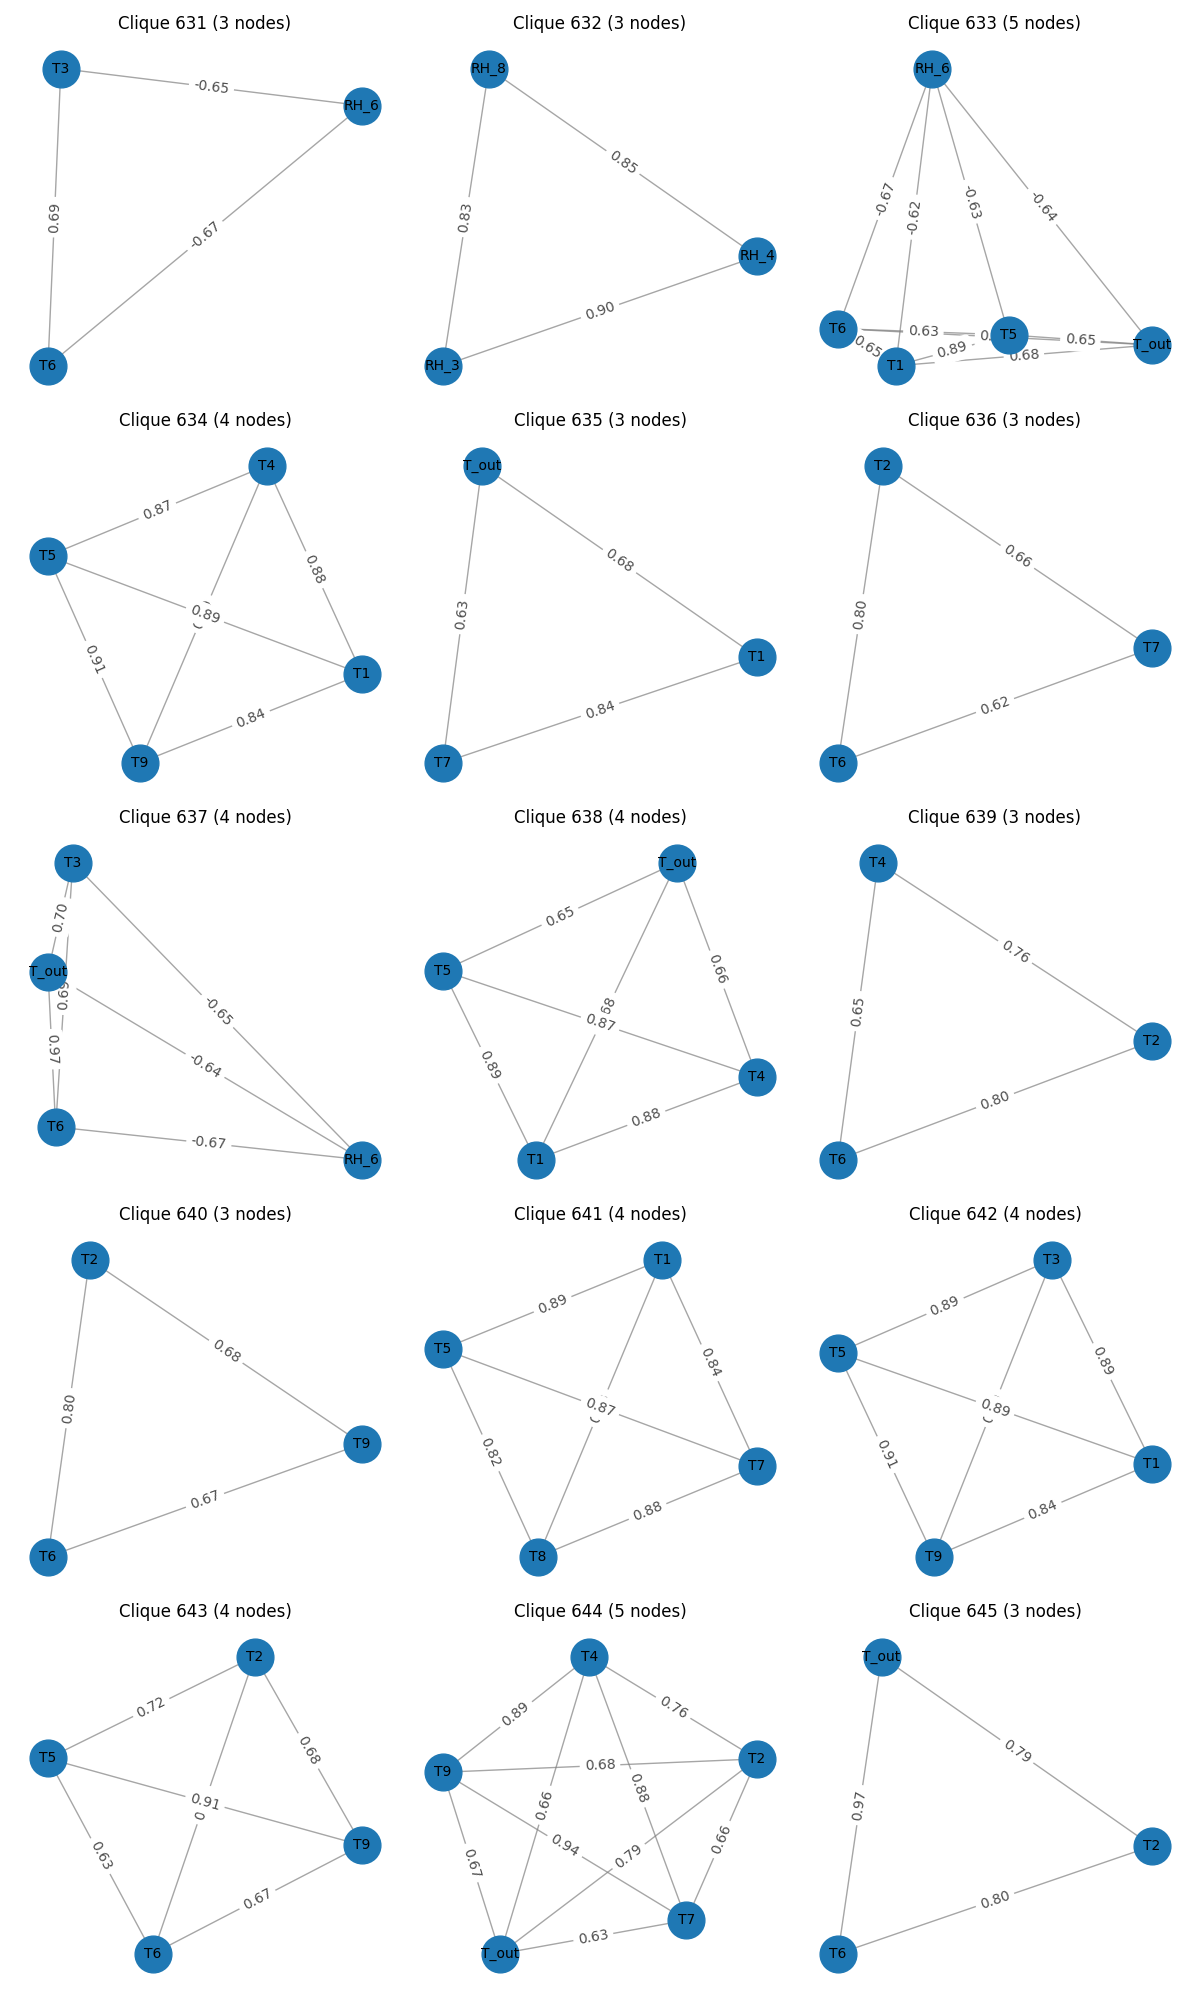 Clique 631 (3 nodes)
T3
-0.65
RH_6
0.69
-0.67
T6
Clique 632 (3 nodes)
RH_8
0.85
0.83
RH_4
0.90
RH_3
Clique 633 (5 nodes)
RH_6
-0.67
-0.62
-0.63
-0.64
T6
0.63
T5
0.65
T_out
0.65
0.89
0.68
T1
Clique 634 (4 nodes)
T4
0.87
T5
0.88
0.89
0.91
T1
0.84
T9
Clique 635 (3 nodes)
T_out
0.68
0.63
T1
0.84
T7
Clique 636 (3 nodes)
T2
0.66
0.80
T7
0.62
T6
Clique 637 (4 nodes)
T3
0.70
T_out
0.69
-0.65
0.97
-0.64
T6
-0.67
RH_6
Clique 638 (4 nodes)
T_out
0.65
T5
0.66
0.87
0.89
T4
0.88
T1
Clique 639 (3 nodes)
T4
0.76
0.65
T2
0.80
T6
Clique 640 (3 nodes)
T2
0.68
0.80
T9
0.67
T6
Clique 641 (4 nodes)
T1
0.89
T5
0.84
0.87
0.82
T7
0.88
T8
Clique 642 (4 nodes)
T3
0.89
T5
0.89
0.89
0.91
T1
0.84
T9
Clique 643 (4 nodes)
T2
0.72
T5
0.68
0.91
0.63
T9
0.67
T6
Clique 644 (5 nodes)
T4
0.89
0.76
T9
0.68
T2
0.66
0.88
0.94
0.79
0.66
0.67
T7
0.63
T_out
Clique 645 (3 nodes)
T_out
0.79
0.97
T2
0.80
T6